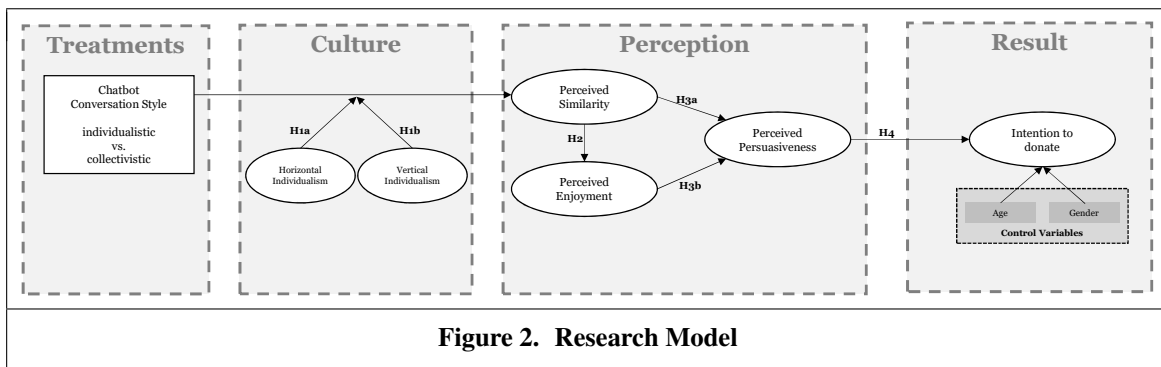 Treatments
Chatbot
Conversation Style
individualistic
vs.
collectivistic
Culture
H1a
H1b
Horizontal
Individualism
Vertical
Individualism
Perception
Perceived
Similarity
H3a
H2
Perceived
Persuasiveness
Perceived
Enjoyment
H3b
H4
Result
Intention to
donate
Age
Gender
Control Variables
Figure 2. Research Model